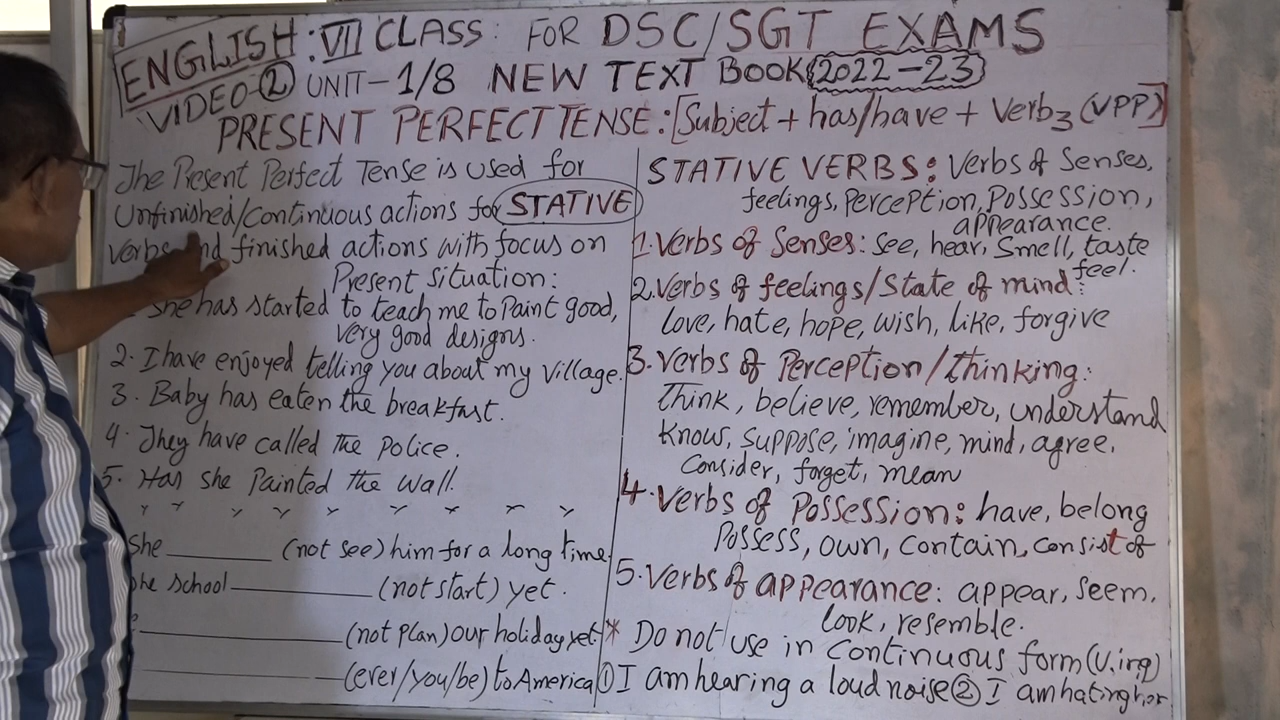 ENGLISH: VII CLASS: FOR DSC/SGT EXAMS
VIDEO-② UNIT-1/8 NEW TEXT BOOK (2022-23)
PRESENT PERFECT TENSE: [Subject + has/have + Verb3 (VPP)]
The Present Perfect Tense is used for
Unfinished/Continuous actions for STATIVE
verbs and finished actions with focus on
Present situation:
She has started to teach me to Paint good,
very good designs.
2. I have enjoyed telling you about my village.
3. Baby has eaten the breakfast.
4. They have called the Police.
5. Has she Painted the wall.
" " " " " " " " "
She ______ (not see) him for a long time
school ______ (not start) yet.
______ (not plan) our holiday yet
______ (ever/you/be) to America
STATIVE VERBS: Verbs of Senses,
feelings, Perception, Possession,
appearance.
1. Verbs of Senses: see, hear, smell, taste
feel.
2. Verbs of feelings/State of mind:
love, hate, hope, wish, like, forgive
3. Verbs of Perception/thinking:
think, believe, remember, understand
know, suppose, imagine, mind, agree,
consider, forget, mean
4. Verbs of Possession: have, belong
Possess, own, contain, consist of
5. Verbs of appearance: appear, seem,
look, resemble.
* Do not use in continuous form (V.ing)
① I am hearing a loud noise ② I am hating her